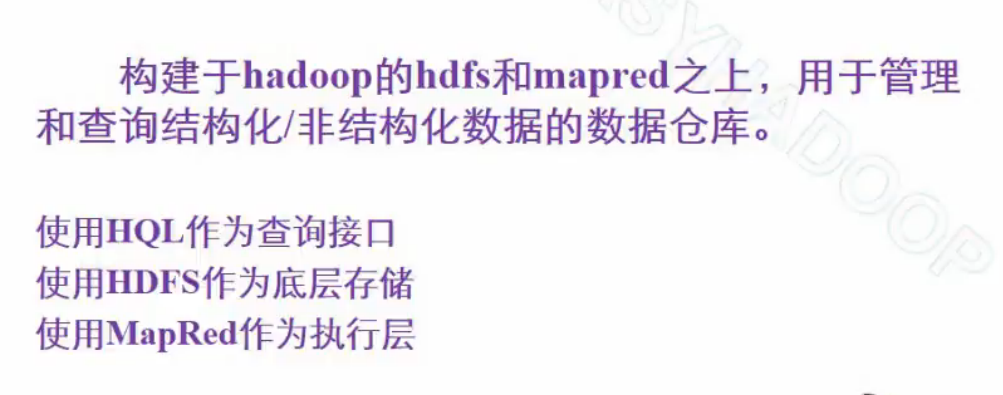 构建于hadoop的hdfs和mapred之上，用于管理
和查询结构化/非结构化数据的数据仓库。
使用HQL作为查询接口
使用HDFS作为底层存储
使用MapRed作为执行层